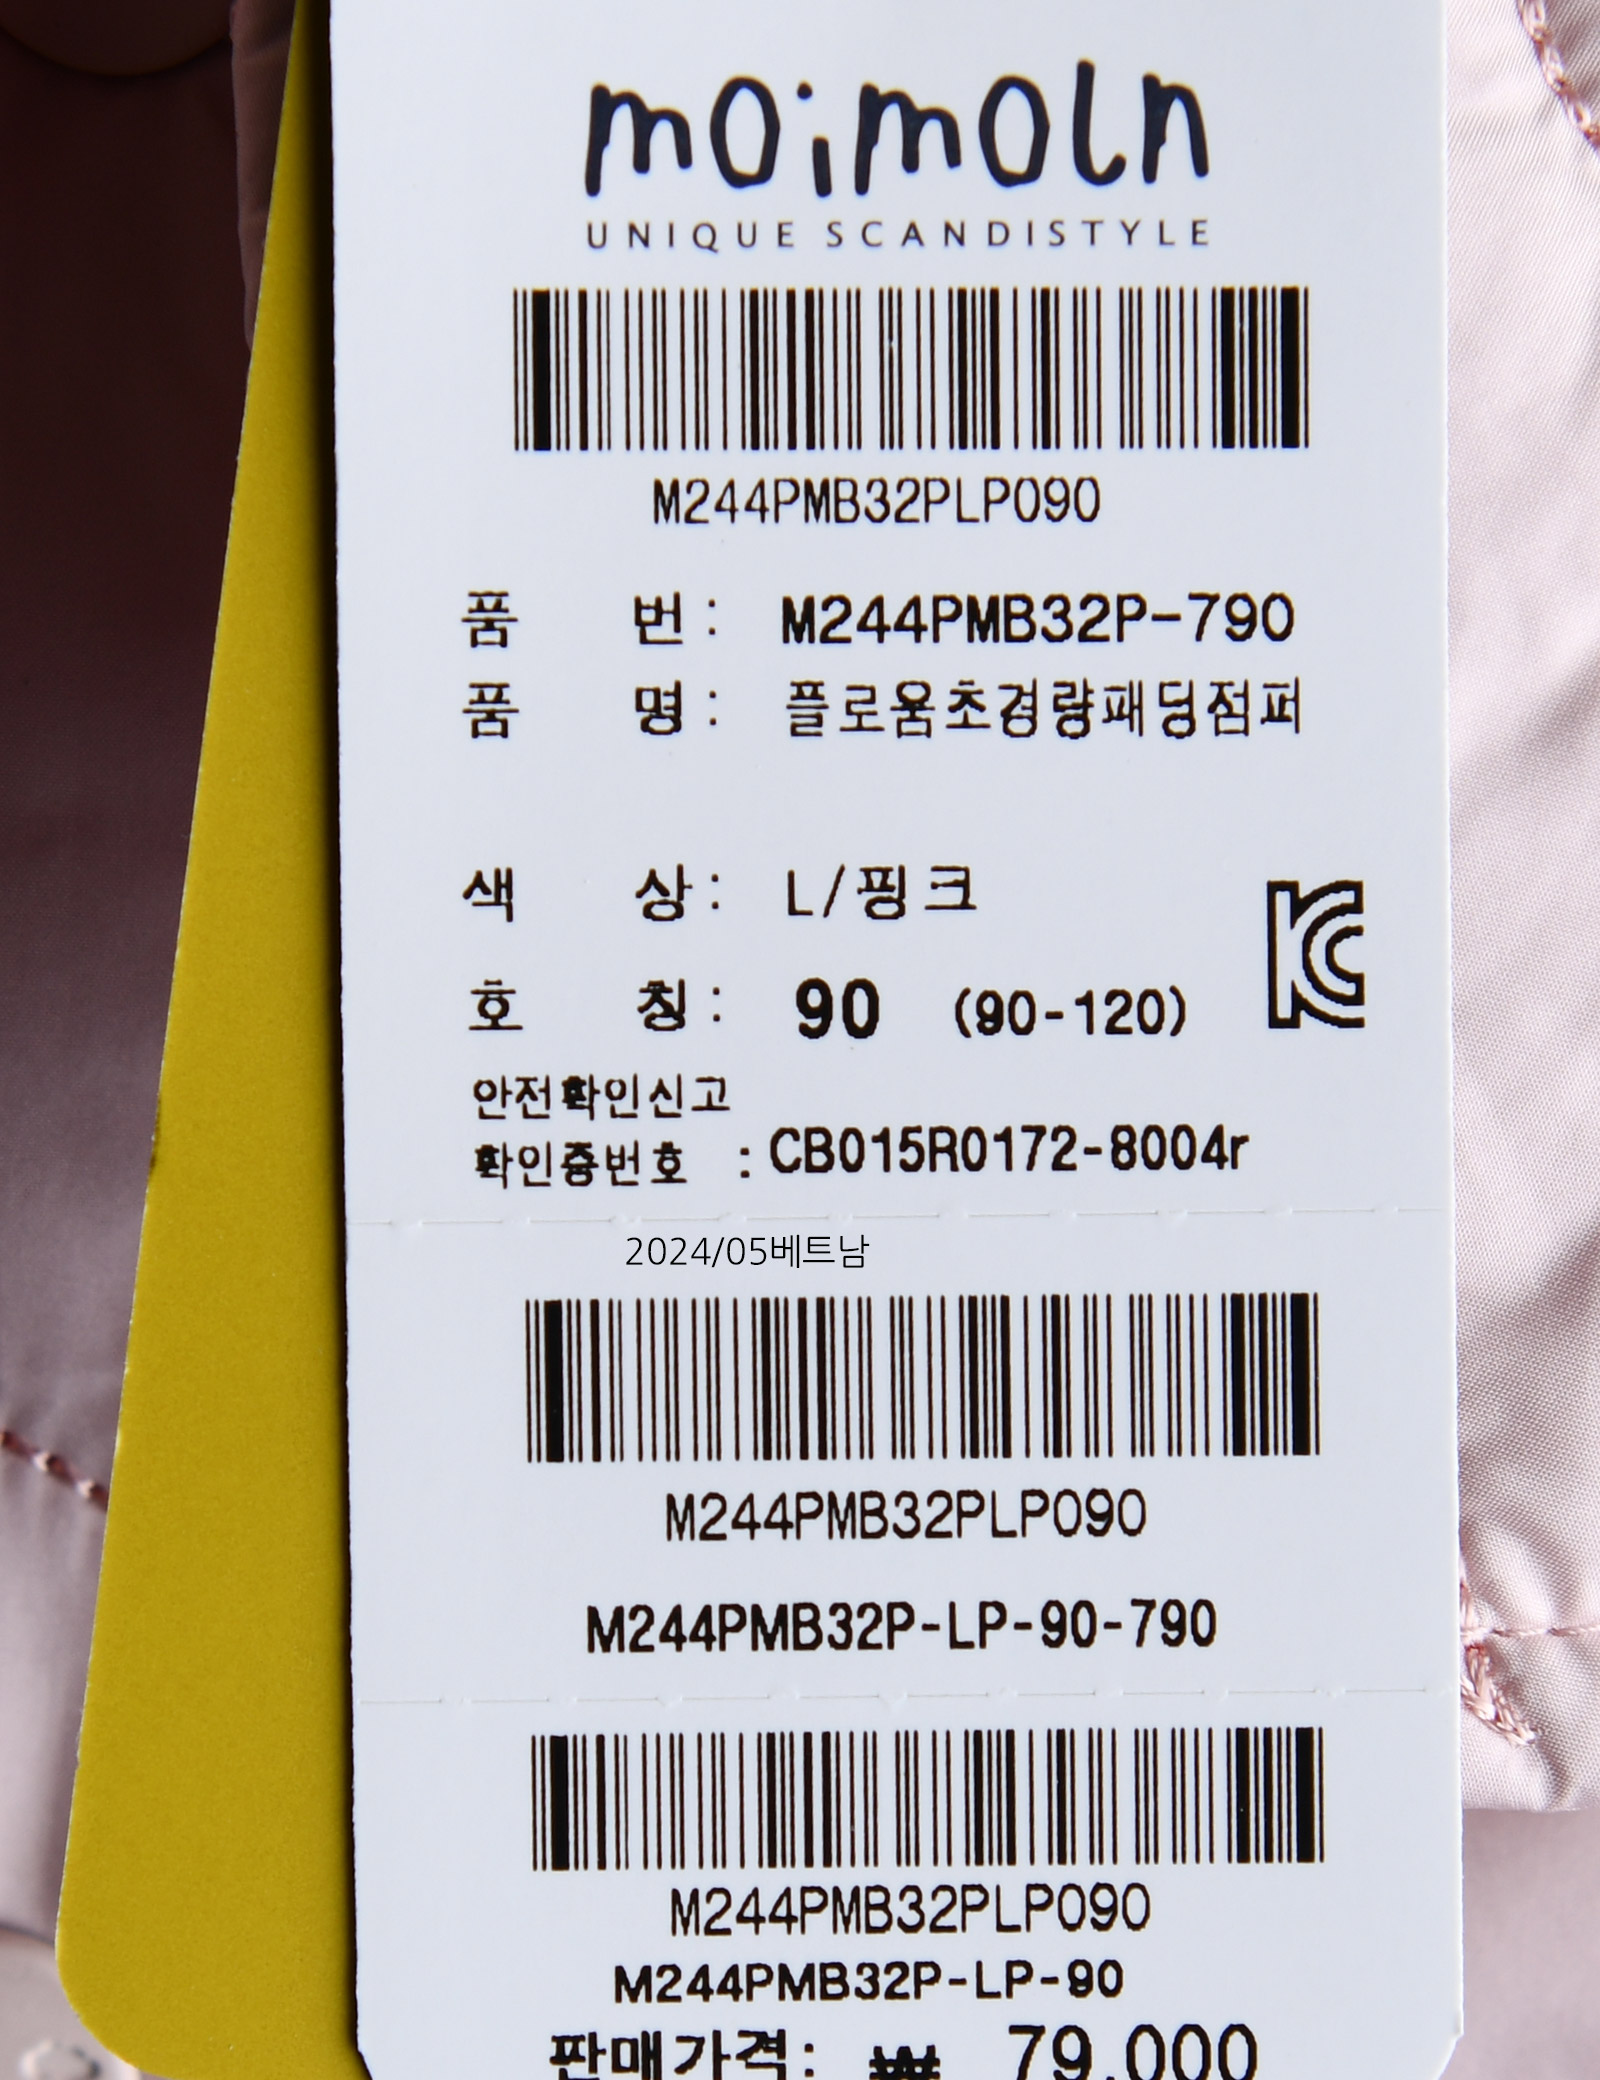 moimoln
UNIQUE SCANDISTYLE
M244PMB32PLP090
품 번 : M244PMB32P-790
품 명 : 플로움초경량패딩점퍼
색 상 : L/핑크
호 칭 : 90 (90-120)
안전확인신고
확인증번호 : CB015R0172-8004r
2024/05베트남
M244PMB32PLP090
M244PMB32P-LP-90-790
M244PMB32PLP090
M244PMB32P-LP-90
판매가격: ₩ 79,000